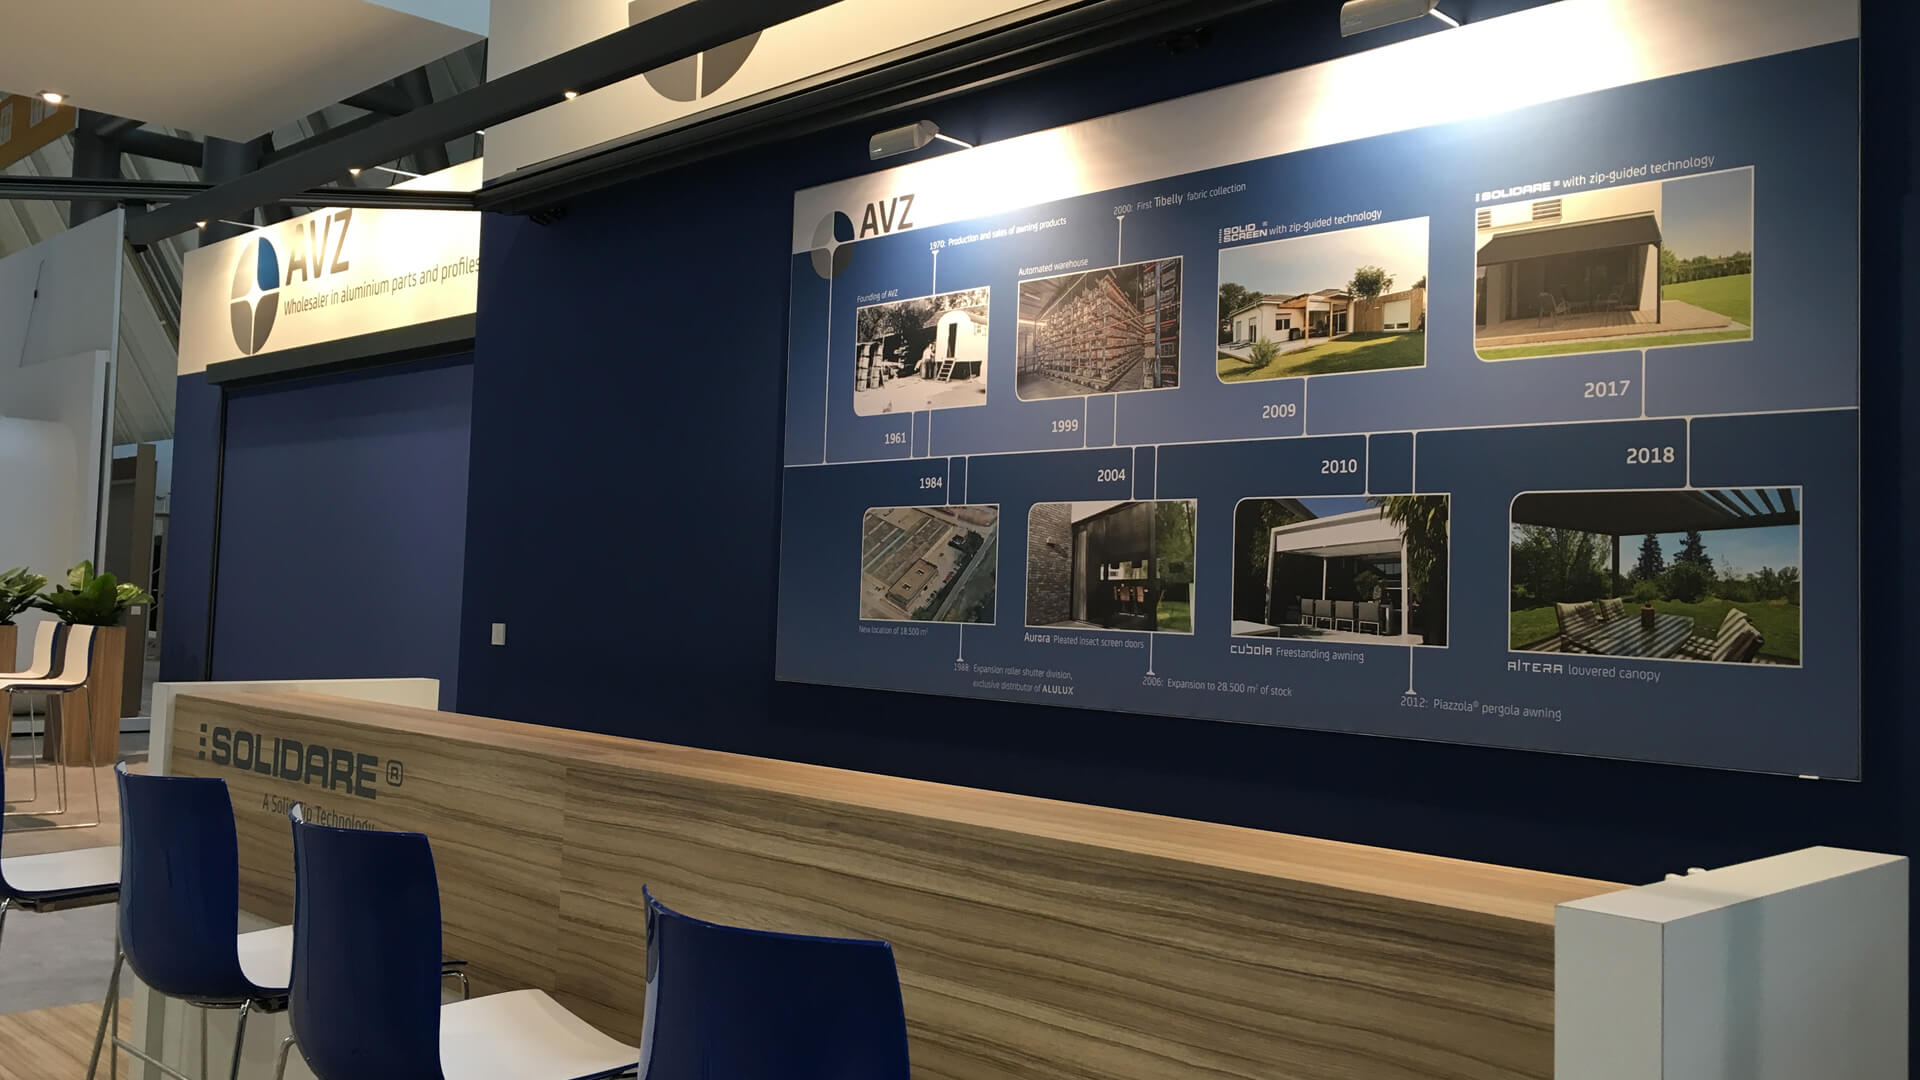 AVZ
Wholesaler in aluminium parts and profiles
AVZ
Founding of AVZ
1961
1970: Production and sales of awning products
Automated warehouse
1999
2000: First Tibelly fabric collection
SOLID
SCREEN ® with zip-guided technology
2009
SOLIDARE ® with zip-guided technology
2017
1984
New location of 18.500 m²
1988: Expansion roller shutter division,
exclusive distributor of ALULUX
2004
Aurora Pleated insect screen doors
2006: Expansion to 28.500 m² of stock
2010
cubola Freestanding awning
2012: Piazzola® pergola awning
2018
AlTERA louvered canopy
SOLIDARE ®
A Solid Zip Technology